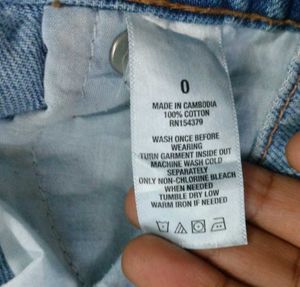 0
MADE IN CAMBODIA
100% COTTON
RN154379
WASH ONCE BEFORE
WEARING
TURN GARMENT INSIDE OUT
MACHINE WASH COLD
SEPARATELY
ONLY NON-CHLORINE BLEACH
WHEN NEEDED
TUMBLE DRY LOW
WARM IRON IF NEEDED